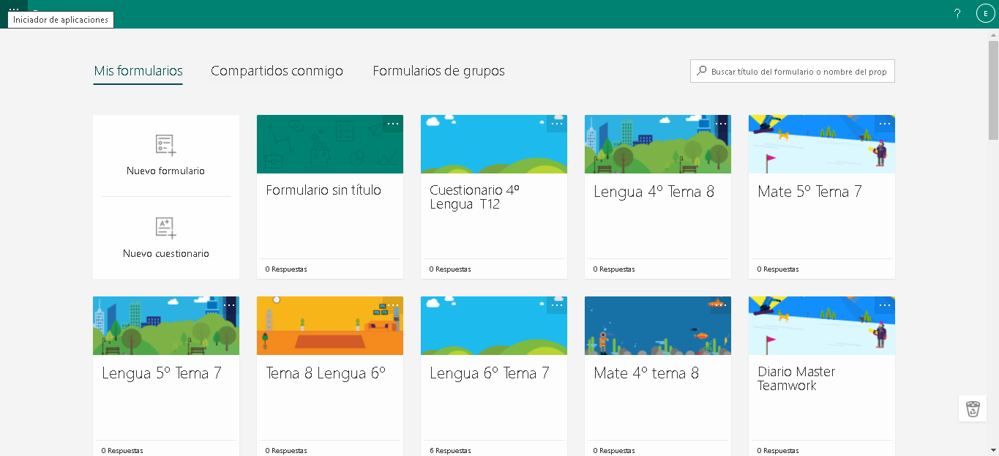 Iniciador de aplicaciones
? E
Mis formularios Compartidos conmigo Formularios de grupos
Buscar título del formulario o nombre del prop
Nuevo formulario
Nuevo cuestionario
Formulario sin título
0 Respuestas
Cuestionario 4º
Lengua T12
0 Respuestas
Lengua 4º Tema 8
0 Respuestas
Mate 5º Tema 7
0 Respuestas
Lengua 5º Tema 7
0 Respuestas
Tema 8 Lengua 6º
0 Respuestas
Lengua 6º Tema 7
6 Respuestas
Mate 4º tema 8
0 Respuestas
Diario Master
Teamwork
0 Respuestas